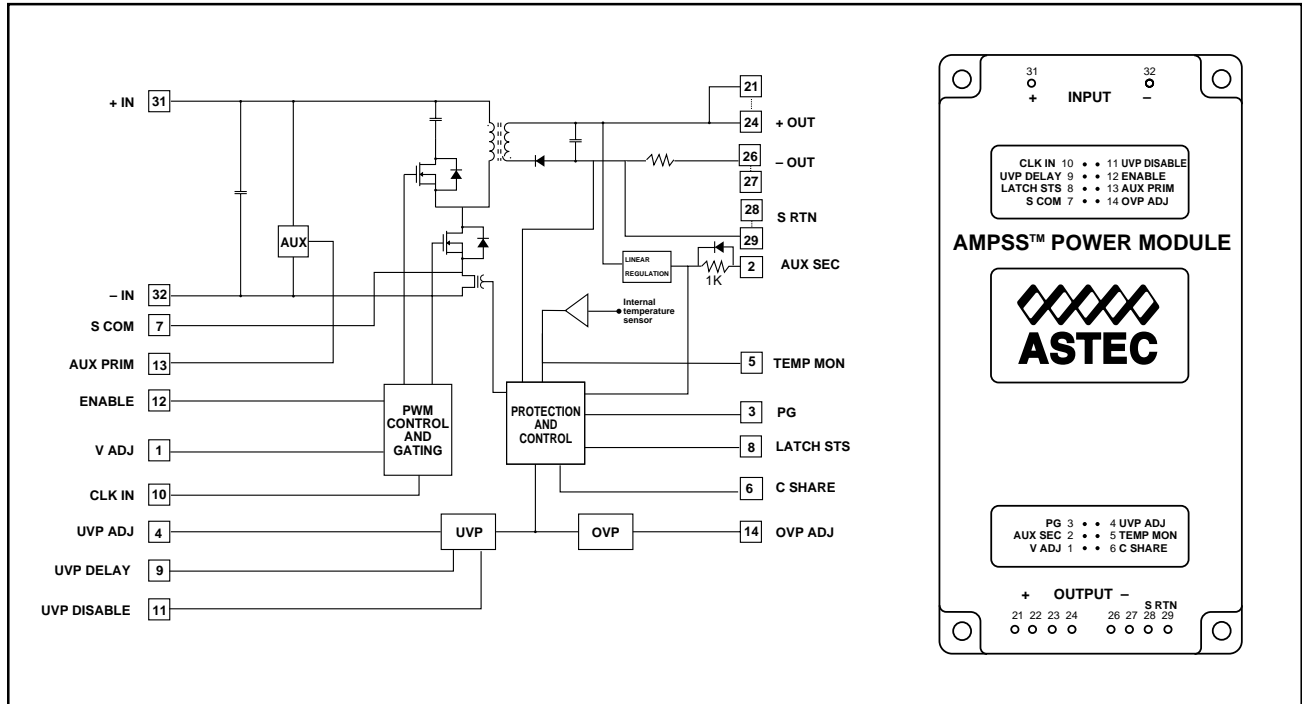 + IN 31
– IN 32
S COM 7
AUX PRIM 13
ENABLE 12
V ADJ 1
CLK IN 10
UVP ADJ 4
UVP DELAY 9
UVP DISABLE 11
AUX
PWM
CONTROL
AND
GATING
UVP
OVP
PROTECTION
AND
CONTROL
LINEAR
REGULATION
1K
Internal
temperature
sensor
21
24 + OUT
26 – OUT
27
28
S RTN
29
2 AUX SEC
5 TEMP MON
3 PG
8 LATCH STS
6 C SHARE
14 OVP ADJ
31 32
+ INPUT –
CLK IN 10 • • 11 UVP DISABLE
UVP DELAY 9 • • 12 ENABLE
LATCH STS 8 • • 13 AUX PRIM
S COM 7 • • 14 OVP ADJ
AMPSS™ POWER MODULE
ASTEC
PG 3 • • 4 UVP ADJ
AUX SEC 2 • • 5 TEMP MON
V ADJ 1 • • 6 C SHARE
+ OUTPUT –
S RTN
21 22 23 24 26 27 28 29